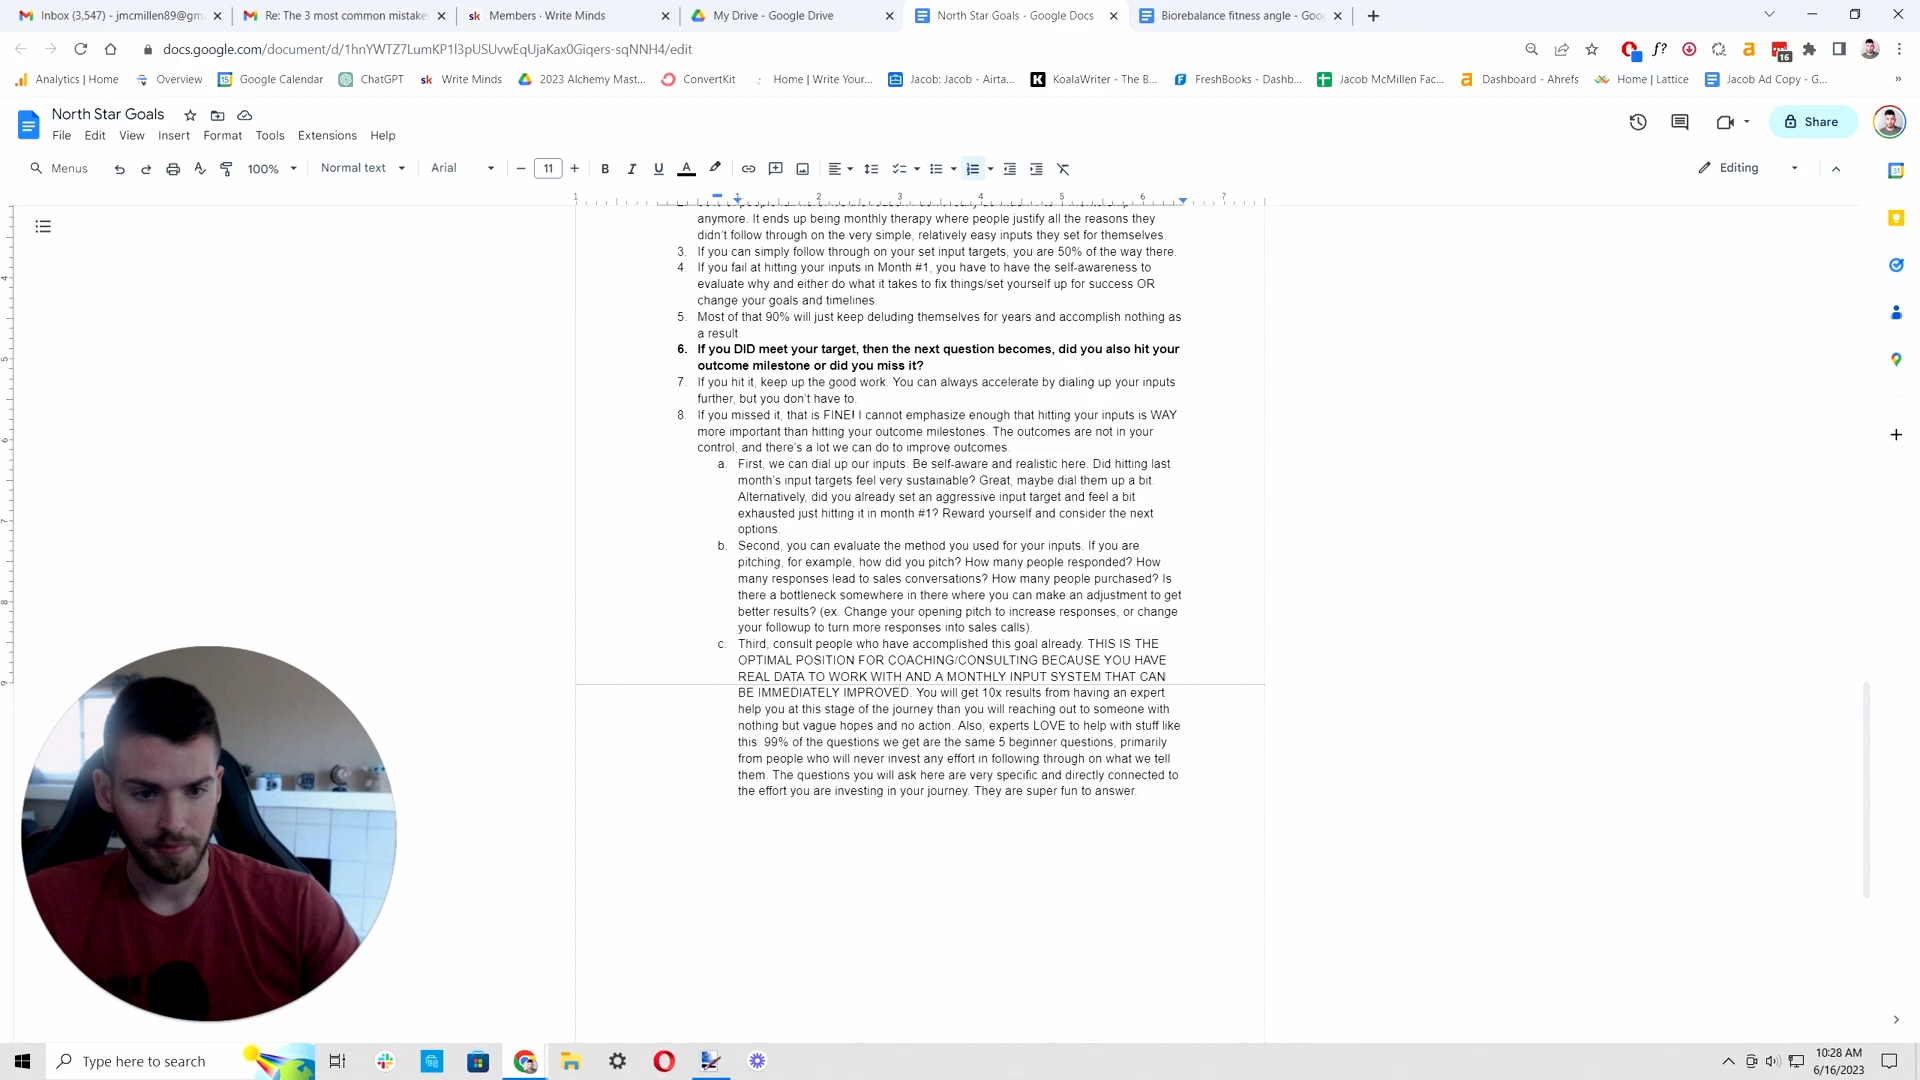 Inbox (3,547) - jmcmillen89@gm
Re: The 3 most common mistake
Members · Write Minds
My Drive - Google Drive
North Star Goals - Google Docs
Biorebalance fitness angle - Goo
docs.google.com/document/d/1hnYWTZ7LumKP1l3pUSUvwEqUjaKax0Giqers-sqNNH4/edit
16
Analytics | Home
Overview
Google Calendar
ChatGPT
sk Write Minds
2023 Alchemy Mast...
ConvertKit
Home | Write Your...
Jacob: Jacob - Airta...
KoalaWriter - The B...
FreshBooks - Dashb...
Jacob McMillen Fac...
Dashboard - Ahrefs
Home | Lattice
Jacob Ad Copy - G...
North Star Goals
File Edit View Insert Format Tools Extensions Help
Share
Menus
100%
Normal text
Arial
11
Editing
1 1 2 3 4 5 6 7
anymore. It ends up being monthly therapy where people justify all the reasons they
didn't follow through on the very simple, relatively easy inputs they set for themselves.
3. If you can simply follow through on your set input targets, you are 50% of the way there.
4. If you fail at hitting your inputs in Month #1, you have to have the self-awareness to
evaluate why and either do what it takes to fix things/set yourself up for success OR
change your goals and timelines.
5. Most of that 90% will just keep deluding themselves for years and accomplish nothing as
a result.
6. If you DID meet your target, then the next question becomes, did you also hit your
outcome milestone or did you miss it?
7. If you hit it, keep up the good work. You can always accelerate by dialing up your inputs
further, but you don't have to.
8. If you missed it, that is FINE! I cannot emphasize enough that hitting your inputs is WAY
more important than hitting your outcome milestones. The outcomes are not in your
control, and there's a lot we can do to improve outcomes.
a. First, we can dial up our inputs. Be self-aware and realistic here. Did hitting last
month's input targets feel very sustainable? Great, maybe dial them up a bit.
Alternatively, did you already set an aggressive input target and feel a bit
exhausted just hitting it in month #1? Reward yourself and consider the next
options.
b. Second, you can evaluate the method you used for your inputs. If you are
pitching, for example, how did you pitch? How many people responded? How
many responses lead to sales conversations? How many people purchased? Is
there a bottleneck somewhere in there where you can make an adjustment to get
better results? (ex. Change your opening pitch to increase responses, or change
your followup to turn more responses into sales calls).
c. Third, consult people who have accomplished this goal already. THIS IS THE
OPTIMAL POSITION FOR COACHING/CONSULTING BECAUSE YOU HAVE
REAL DATA TO WORK WITH AND A MONTHLY INPUT SYSTEM THAT CAN
BE IMMEDIATELY IMPROVED. You will get 10x results from having an expert
help you at this stage of the journey than you will reaching out to someone with
nothing but vague hopes and no action. Also, experts LOVE to help with stuff like
this. 99% of the questions we get are the same 5 beginner questions, primarily
from people who will never invest any effort in following through on what we tell
them. The questions you will ask here are very specific and directly connected to
the effort you are investing in your journey. They are super fun to answer.
Type here to search
10:28 AM
6/16/2023